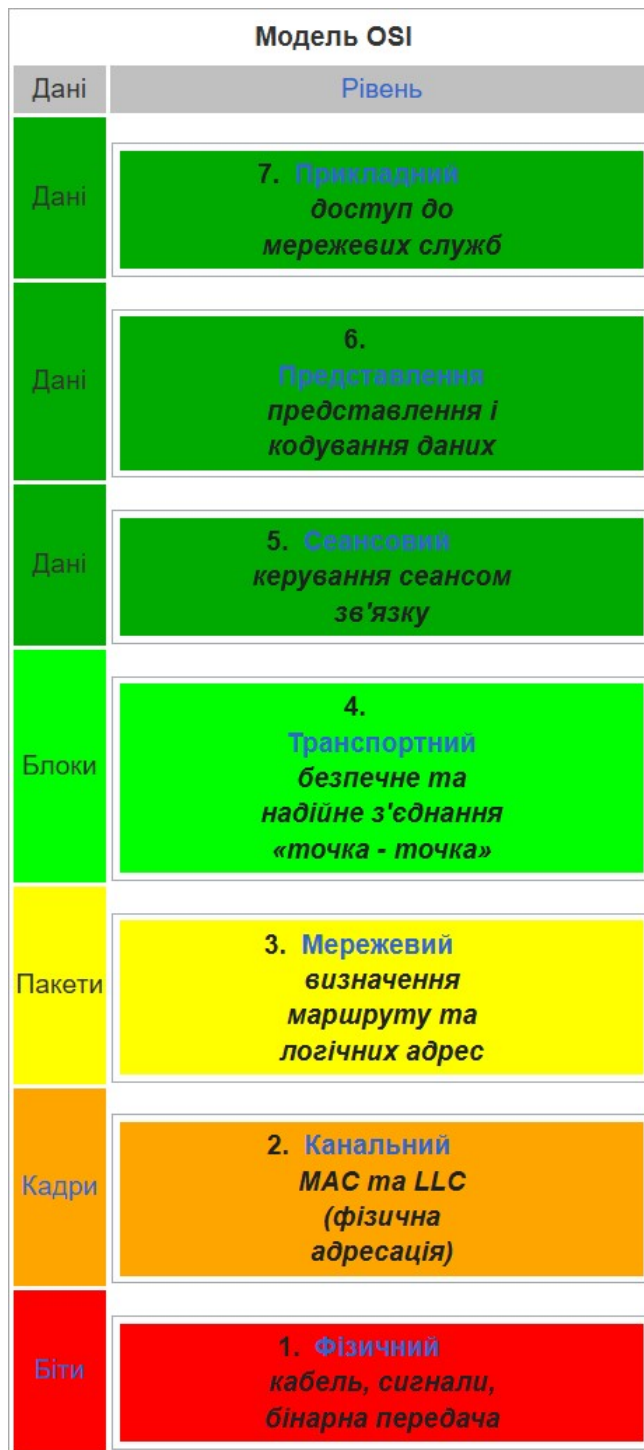 Модель OSI
Дані Рівень
Дані
7. Прикладний
доступ до
мережевих служб
Дані
6.
Представлення
представлення і
кодування даних
Дані
5. Сеансовий
керування сеансом
зв'язку
Блоки
4.
Транспортний
безпечне та
надійне з'єднання
«точка - точка»
Пакети
3. Мережевий
визначення
маршруту та
логічних адрес
Кадри
2. Канальний
MAC та LLC
(фізична
адресація)
Біти
1. Фізичний
кабель, сигнали,
бінарна передача